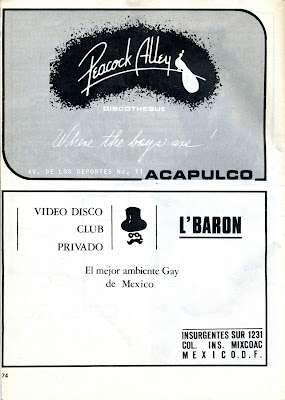 Peacock Alley
DISCOTHEQUE
Where the boys are!
AV. DE LOS DEPORTES No. 11
ACAPULCO
VIDEO DISCO
CLUB
PRIVADO
L'BARON
El mejor ambiente Gay
de Mexico
INSURGENTES SUR 1231
COL. INS. MIXCOAC
MEXICO.D.F.
74